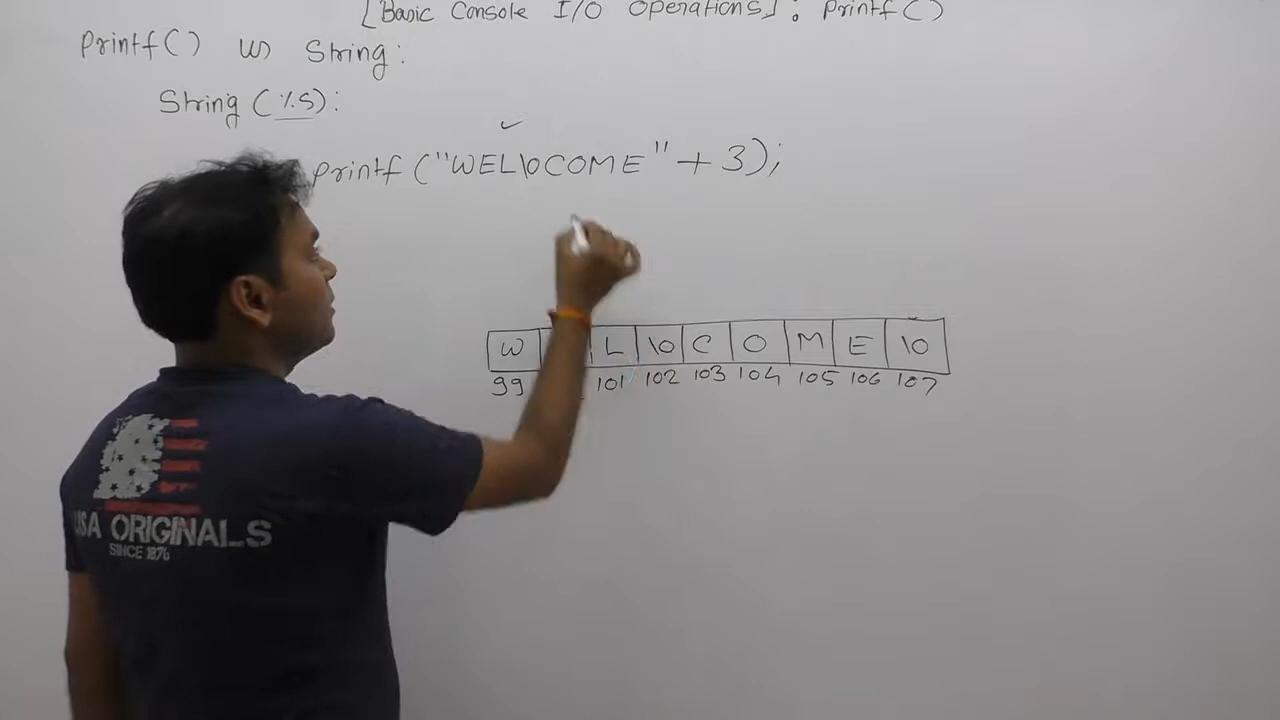 [Basic Console I/O Operations] : Printf()
Printf() w) String:
String (%s):
printf ("WEL\0COME" + 3);
W L \0 C O M E \0
99 101 102 103 104 105 106 107
USA ORIGINALS
SINCE 1876